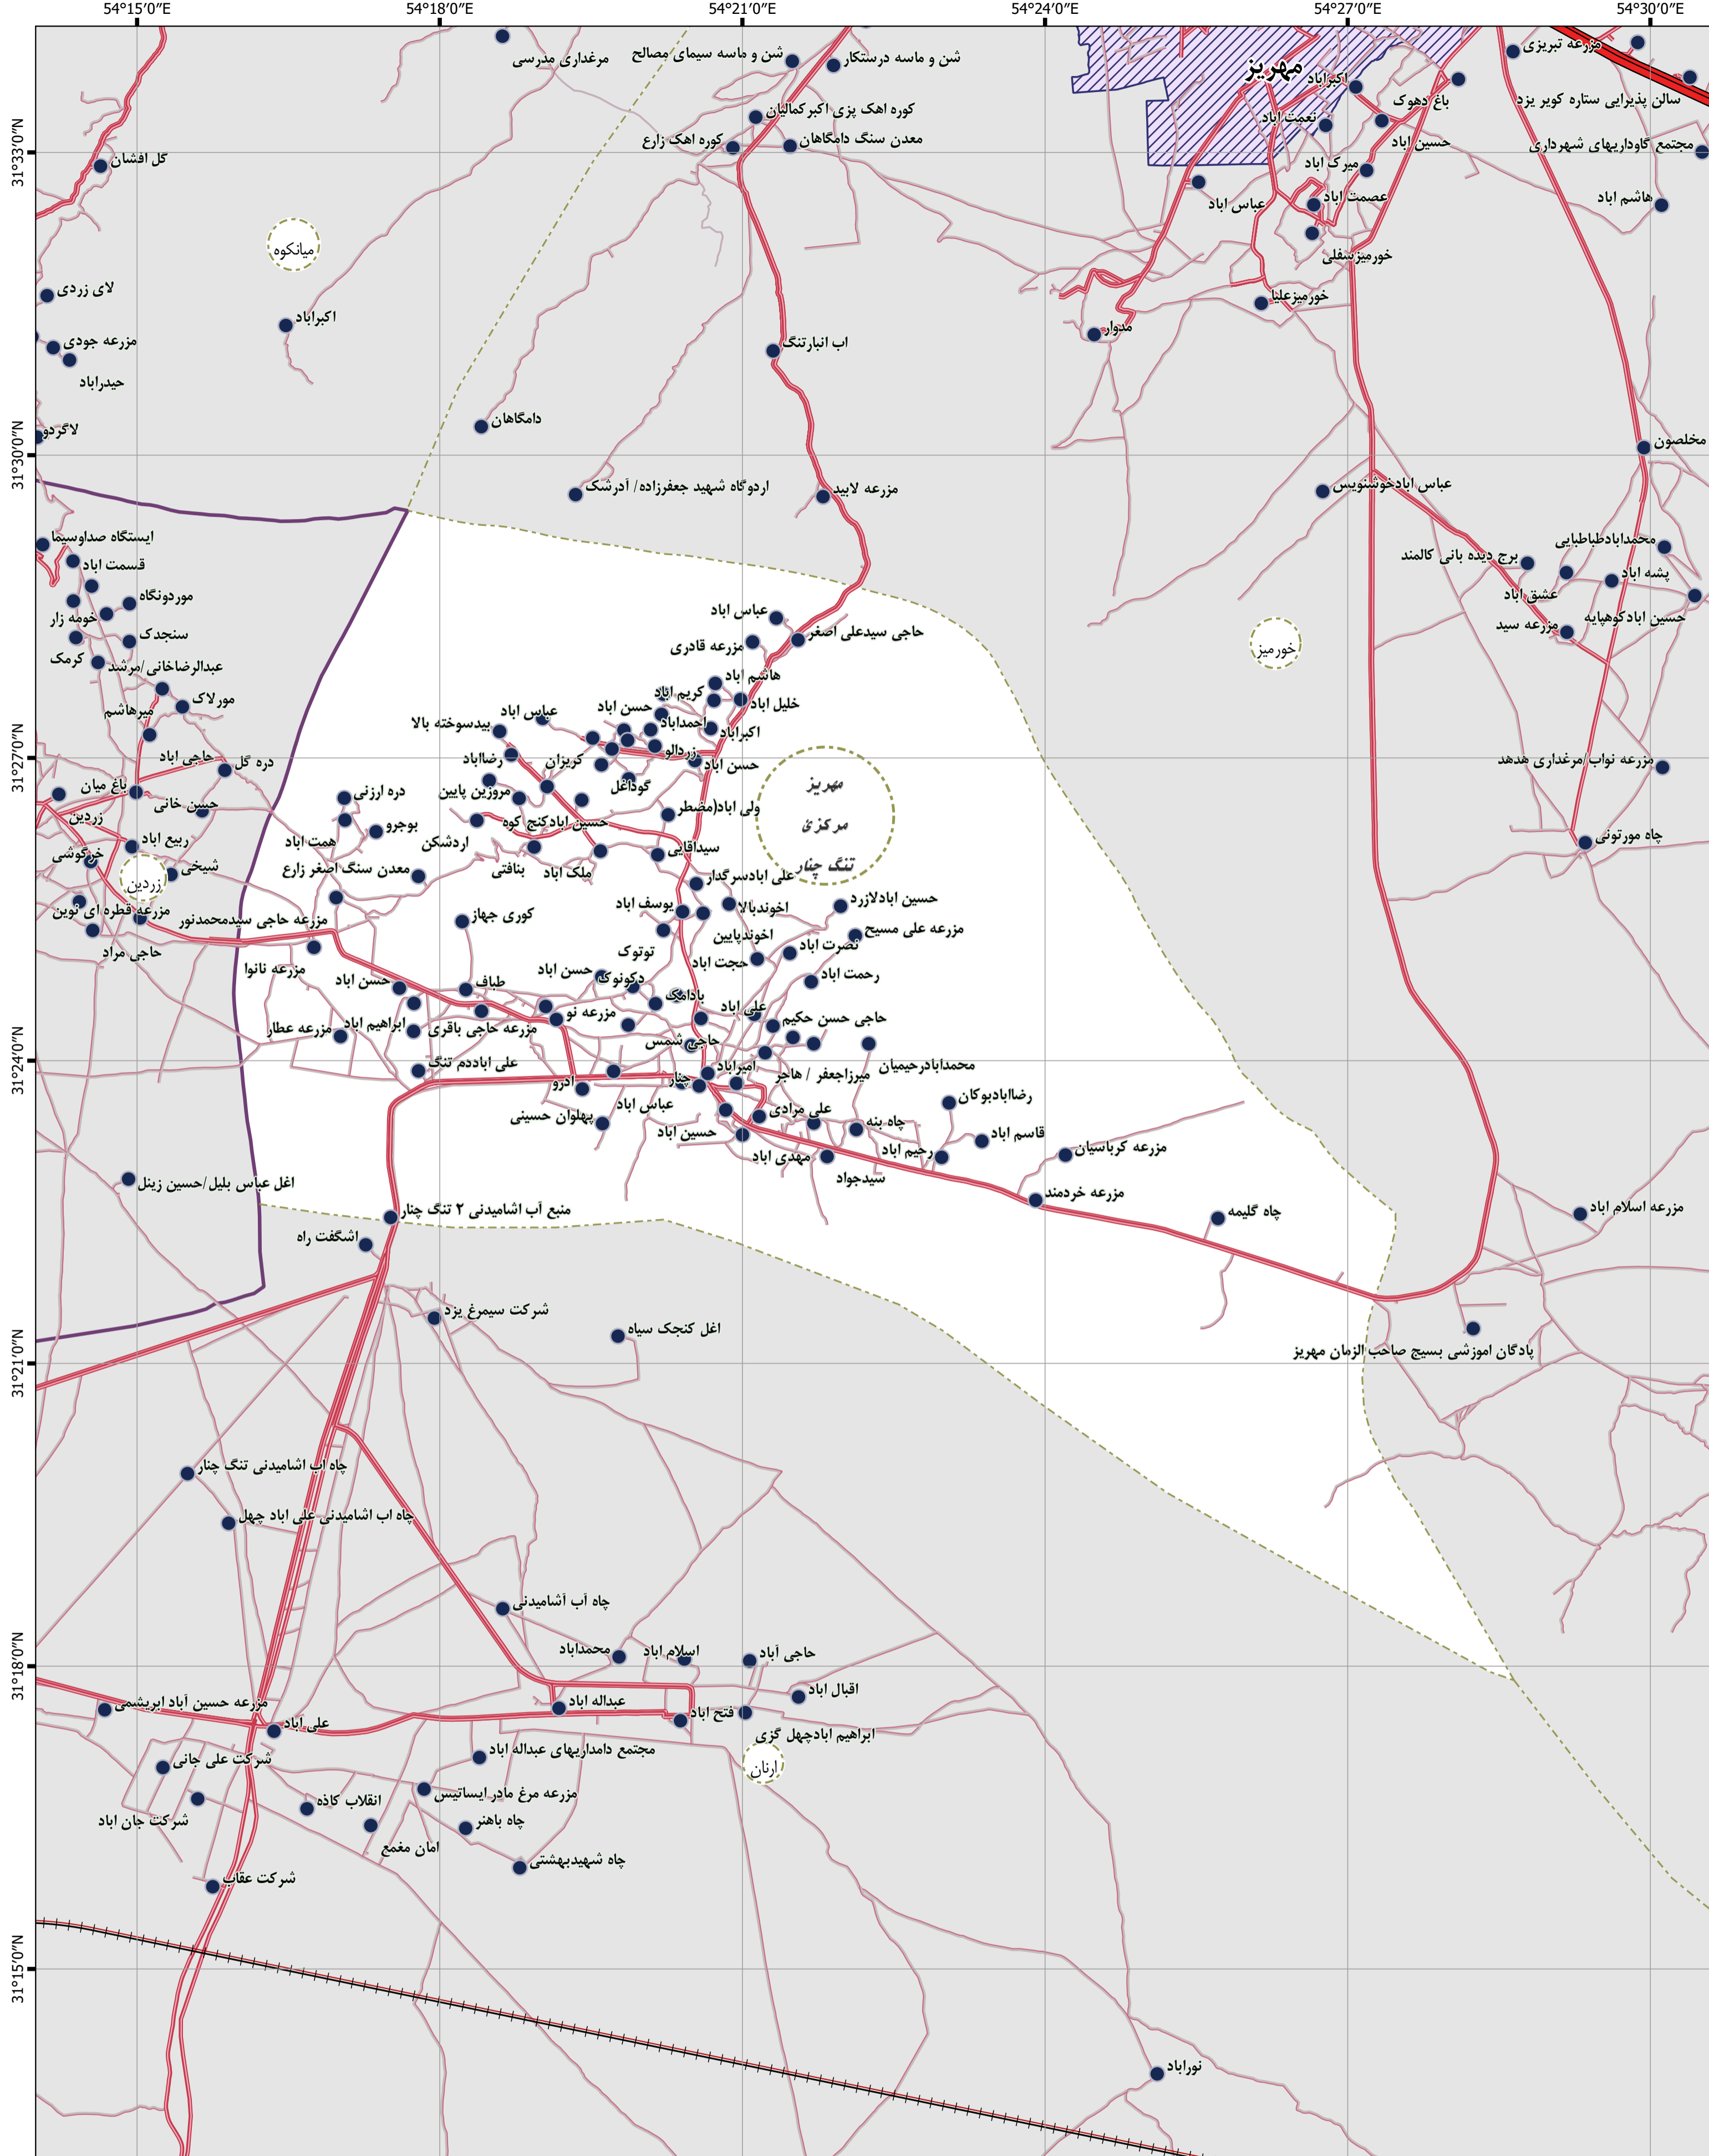 54°15'0"E
54°18'0"E
54°21'0"E
54°24'0"E
54°27'0"E
54°30'0"E
31°33'0"N
31°30'0"N
31°27'0"N
31°24'0"N
31°21'0"N
31°18'0"N
31°15'0"N
مرغداری مدرسی
شن و ماسه سیمای مصالح
شن و ماسه درستکار
مهریز
اکبرآباد
مزرعه تبریزی
باغ دهوک
سالن پذیرایی ستاره کویر یزد
کوره اهک پزی اکبرکمالیان
نعمت اباد
کوره اهک زارع
معدن سنگ دامگاهان
حسین اباد
مجتمع گاوداریهای شهرداری
گل افشان
میرک اباد
عباس اباد
عصمت اباد
هاشم اباد
میانکوه
خورمیزسفلی
لای زردی
اکبراباد
خورمیزعلیا
مدوار
مزرعه جودی
اب انبارتنگ
حیدراباد
دامگاهان
لاگردو
مخلصون
اردوگاه شهید جعفرزاده/ آدرشک
مزرعه لابید
عباس ابادخوشنویس
ایستگاه صداوسیما
قسمت اباد
محمدابادطباطبایی
برج دیده بانی کالمند
پشه اباد
عشق اباد
موردونگاه
خومه زار
سنجدک
عباس اباد
حاجی سیدعلی اصغر
مزرعه قادری
حسین ابادکوهپایه
مزرعه سید
خورمیز
کرمک
عبدالرضاخانی/مرشد
مورلاک
میرهاشم
هاشم اباد
کریم اباد
خلیل اباد
حسن اباد
عباس اباد
احمداباد
اکبراباد
بیدسوخته بالا
زردالو
حسن اباد
کریزان
رضااباد
حاجی اباد
دره گل
مزرعه نواب/مرغداری هدهد
باغ میان
حسن خانی
دره ارزنی
مروزین پایین
گوداغل
ولی اباد(مضطر
مهریز
مرکزی
تنگ چنار
زردین
ربیع اباد
بوجرو
همت اباد
اردشکن
حسین ابادکنج کوه
سیداقایی
چاه مورتونی
خرگوشی
شیخی
زردین
معدن سنگ اصغر زارع
بنافتی
ملک اباد
علی ابادسرگدار
مزرعه قطره ای نوین
مزرعه حاجی سیدمحمدنور
کوری جهاز
یوسف اباد
اخوندبالا
حسین ابادلازرد
مزرعه علی مسیح
حاجی مراد
مزرعه نانوا
توتوک
اخوندپایین
نصرت اباد
حجت اباد
حسن اباد
طباف
حسن اباد
دکونوک
رحمت اباد
بادامک
علی اباد
حاجی حسن حکیم
مزرعه عطار
ابراهیم اباد
مزرعه حاجی باقری
مزرعه نو
حاجی شمس
محمدابادرحیمیان
علی اباددم تنگ
ادرو
چنار
امیراباد
میرزاجعفر / هاجر
عباس اباد
پهلوان حسینی
حسین اباد
علی مرادی
چاه بنه
رضاابادبوکان
قاسم اباد
مهدی اباد
سیدجواد
رحیم اباد
مزرعه کرباسیان
مزرعه خردمند
چاه گلیمه
مزرعه اسلام اباد
اغل عباس بلیل/حسین زینل
منبع آب اشامیدنی ۲ تنگ چنار
اشگفت راه
شرکت سیمرغ یزد
اغل کنجک سیاه
پادگان اموزشی بسیج صاحب الزمان مهریز
چاه اب اشامیدنی تنگ چنار
چاه اب اشامیدنی علی اباد چهل
چاه آب آشامیدنی
محمداباد
اسلام اباد
حاجی آباد
اقبال اباد
مزرعه حسین آباد ابریشمی
علی آباد
عبداله اباد
فتح اباد
ابراهیم ابادچهل گزی
ارنان
شرکت علی جانی
مجتمع دامداریهای عبداله اباد
مزرعه مرغ مادر ایساتیس
انقلاب کاذه
شرکت جان اباد
چاه باهنر
امان مغمع
چاه شهیدبهشتی
شرکت عقاب
نوراباد